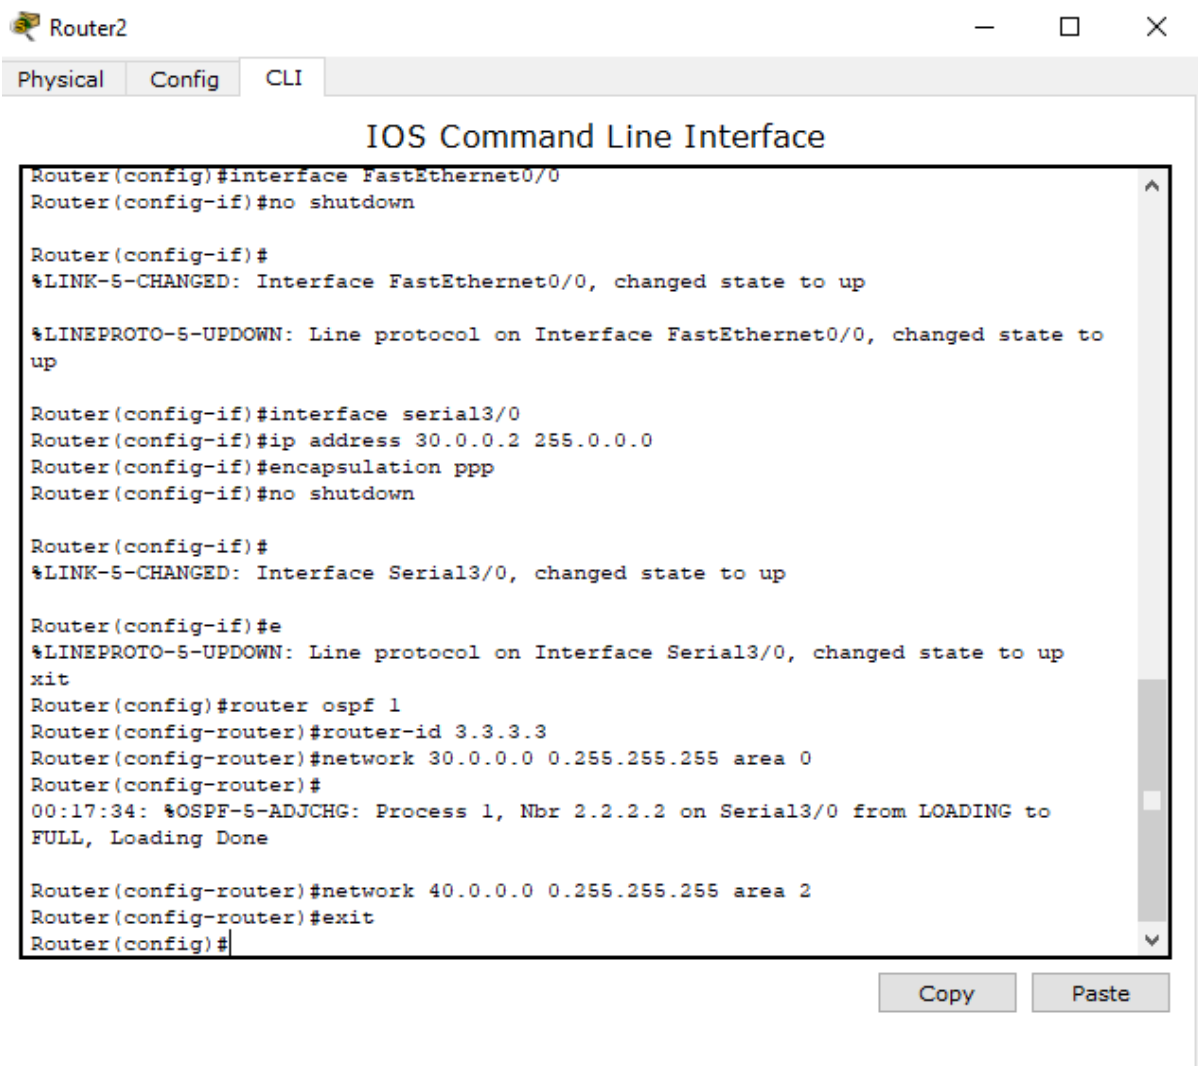 Router2
Physical Config CLI
IOS Command Line Interface
Router(config)#interface FastEthernet0/0
Router(config-if)#no shutdown
Router(config-if)#
%LINK-5-CHANGED: Interface FastEthernet0/0, changed state to up
%LINEPROTO-5-UPDOWN: Line protocol on Interface FastEthernet0/0, changed state to
up
Router(config-if)#interface serial3/0
Router(config-if)#ip address 30.0.0.2 255.0.0.0
Router(config-if)#encapsulation ppp
Router(config-if)#no shutdown
Router(config-if)#
%LINK-5-CHANGED: Interface Serial3/0, changed state to up
Router(config-if)#e
%LINEPROTO-5-UPDOWN: Line protocol on Interface Serial3/0, changed state to up
xit
Router(config)#router ospf 1
Router(config-router)#router-id 3.3.3.3
Router(config-router)#network 30.0.0.0 0.255.255.255 area 0
Router(config-router)#
00:17:34: %OSPF-5-ADJCHG: Process 1, Nbr 2.2.2.2 on Serial3/0 from LOADING to
FULL, Loading Done
Router(config-router)#network 40.0.0.0 0.255.255.255 area 2
Router(config-router)#exit
Router(config)#
Copy Paste